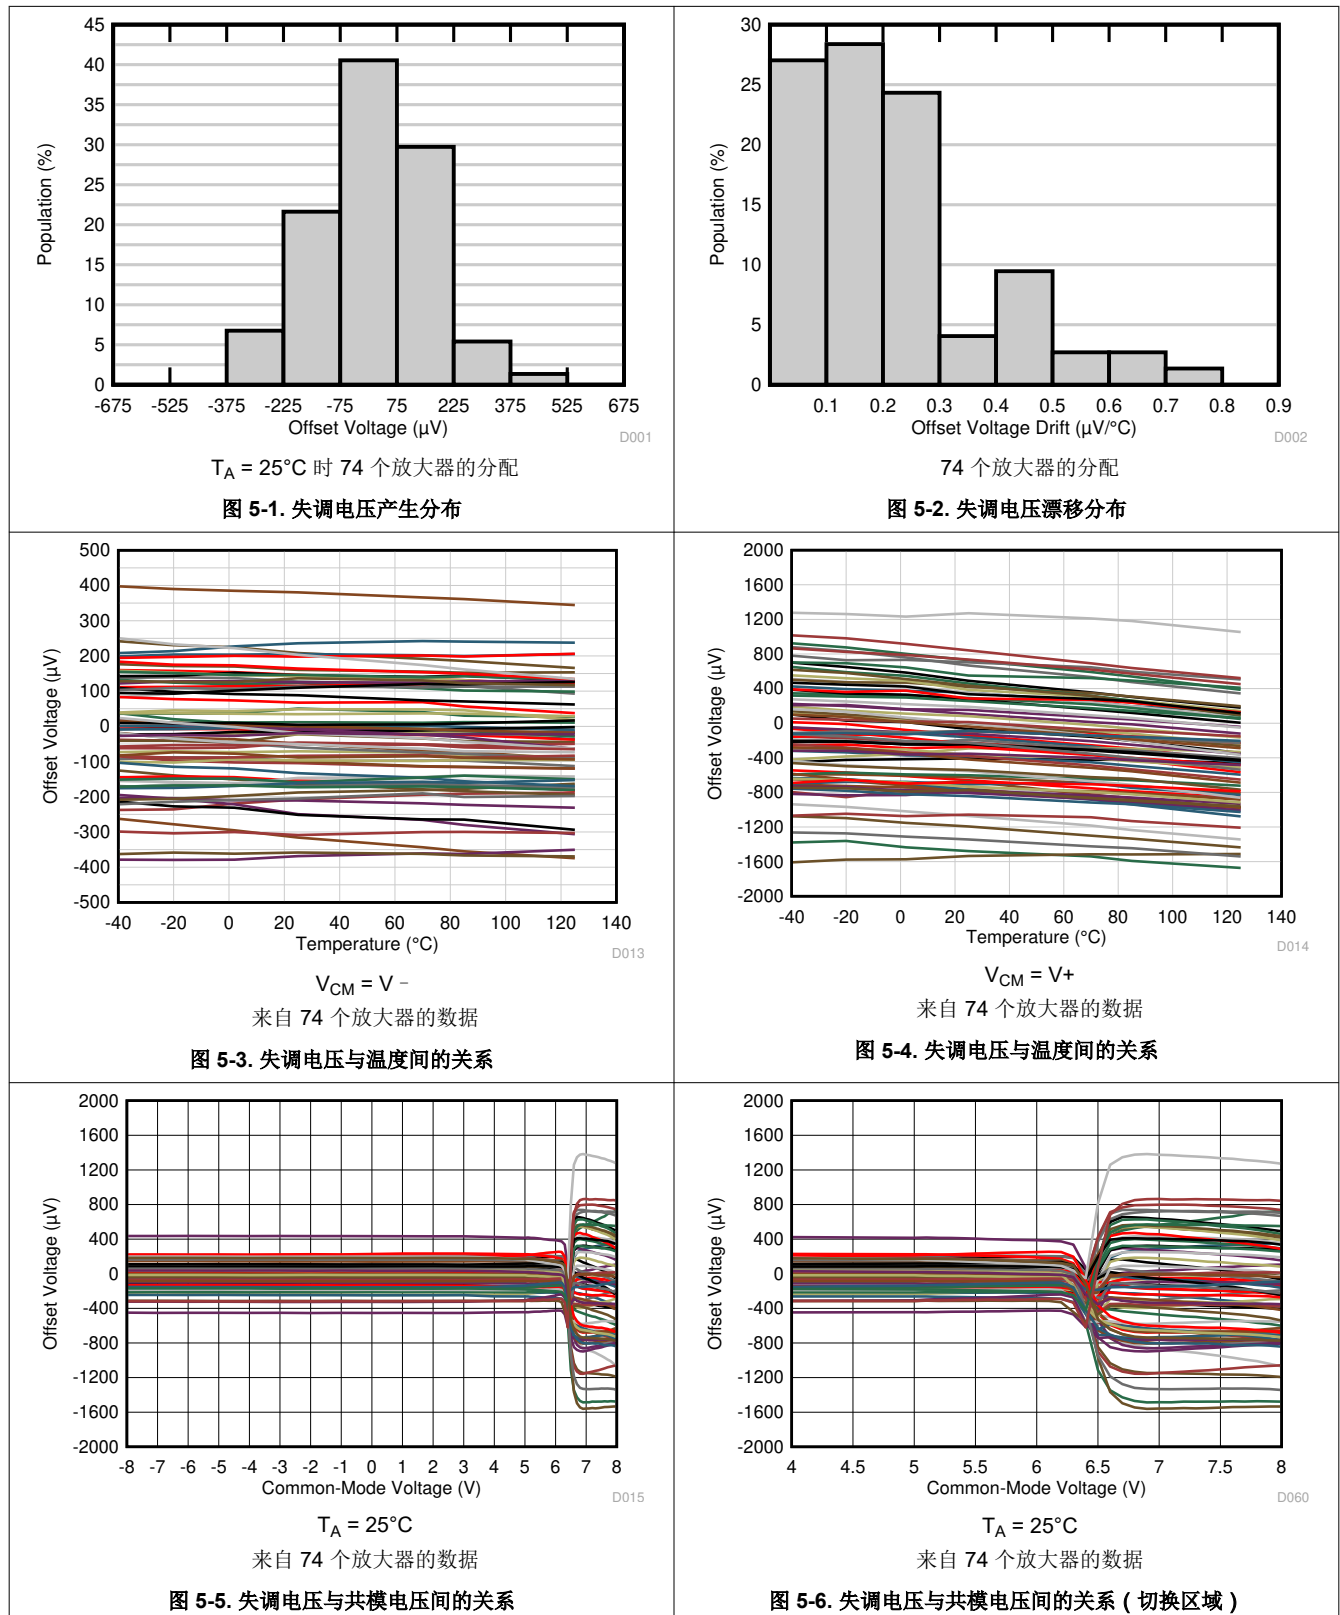 45
40
35
30
25
20
15
10
5
0
Population (%)
-675 -525 -375 -225 -75 75 225 375 525 675
Offset Voltage (µV)
D001
T_A = 25°C 时 74 个放大器的分配
图 5-1. 失调电压产生分布
30
25
20
15
10
5
0
Population (%)
0.1 0.2 0.3 0.4 0.5 0.6 0.7 0.8 0.9
Offset Voltage Drift (µV/°C)
D002
74 个放大器的分配
图 5-2. 失调电压漂移分布
500
400
300
200
100
0
-100
-200
-300
-400
-500
Offset Voltage (µV)
-40 -20 0 20 40 60 80 100 120 140
Temperature (°C)
D013
V_CM = V −
来自 74 个放大器的数据
图 5-3. 失调电压与温度间的关系
2000
1600
1200
800
400
0
-400
-800
-1200
-1600
-2000
Offset Voltage (µV)
-40 -20 0 20 40 60 80 100 120 140
Temperature (°C)
D014
V_CM = V+
来自 74 个放大器的数据
图 5-4. 失调电压与温度间的关系
2000
1600
1200
800
400
0
-400
-800
-1200
-1600
-2000
Offset Voltage (µV)
-8 -7 -6 -5 -4 -3 -2 -1 0 1 2 3 4 5 6 7 8
Common-Mode Voltage (V)
D015
T_A = 25°C
来自 74 个放大器的数据
图 5-5. 失调电压与共模电压间的关系
2000
1600
1200
800
400
0
-400
-800
-1200
-1600
-2000
Offset Voltage (µV)
4 4.5 5 5.5 6 6.5 7 7.5 8
Common-Mode Voltage (V)
D060
T_A = 25°C
来自 74 个放大器的数据
图 5-6. 失调电压与共模电压间的关系（切换区域）